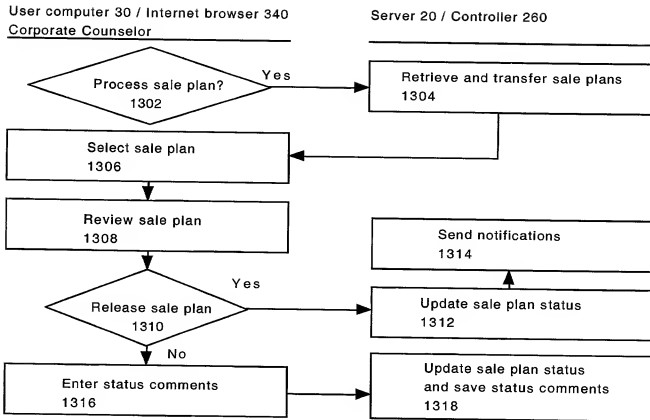 User computer 30 / Internet browser 340
Corporate Counselor
Server 20 / Controller 260
Process sale plan?
1302
Yes
Retrieve and transfer sale plans
1304
Select sale plan
1306
Review sale plan
1308
Send notifications
1314
Release sale plan
1310
Yes
Update sale plan status
1312
No
Enter status comments
1316
Update sale plan status
and save status comments
1318